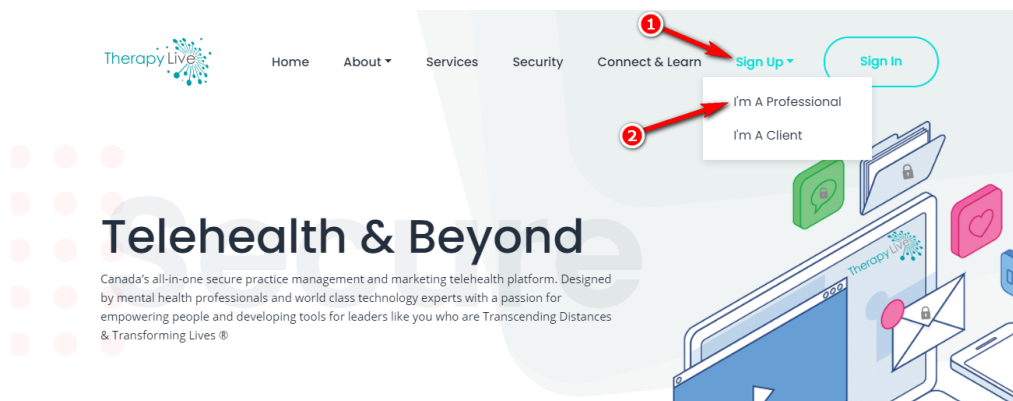 Therapy Live
Home About Services Security Connect & Learn Sign Up Sign In
1
I'm A Professional
2
I'm A Client
Secure
Telehealth & Beyond
Canada's all-in-one secure practice management and marketing telehealth platform. Designed
by mental health professionals and world class technology experts with a passion for
empowering people and developing tools for leaders like you who are Transcending Distances
& Transforming Lives ®
Therapy Live